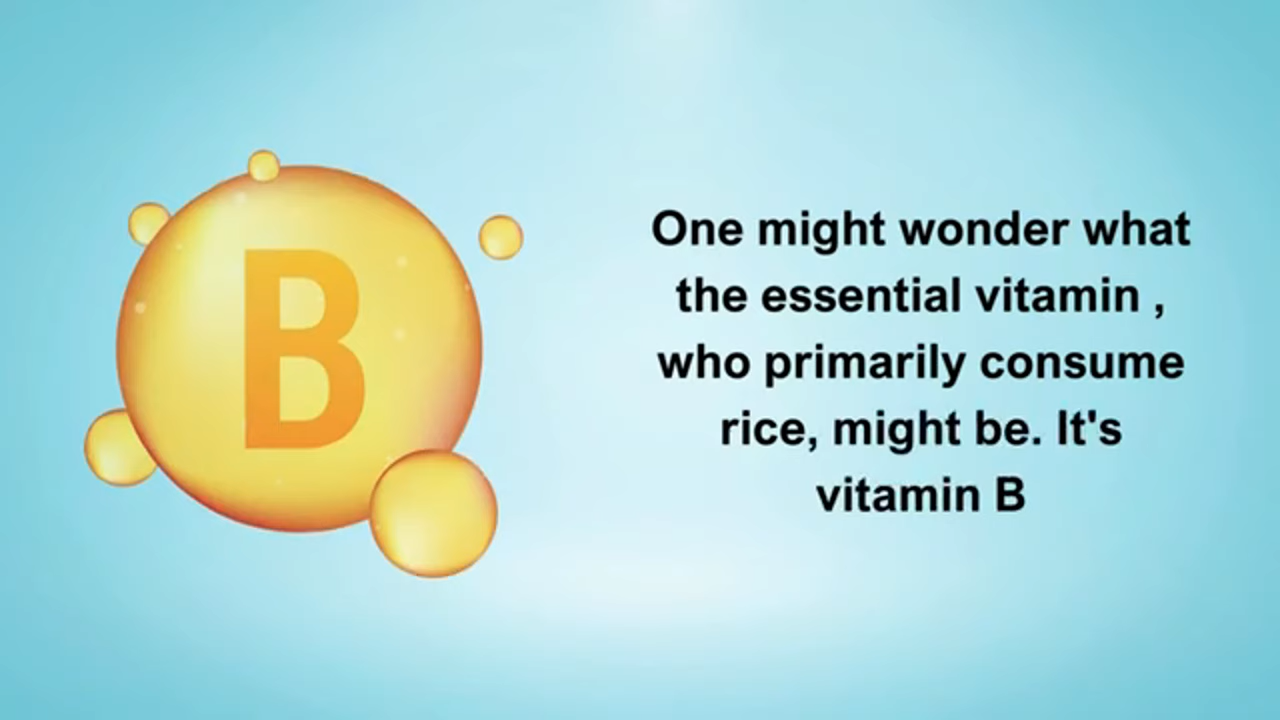 B
One might wonder what
the essential vitamin ,
who primarily consume
rice, might be. It's
vitamin B